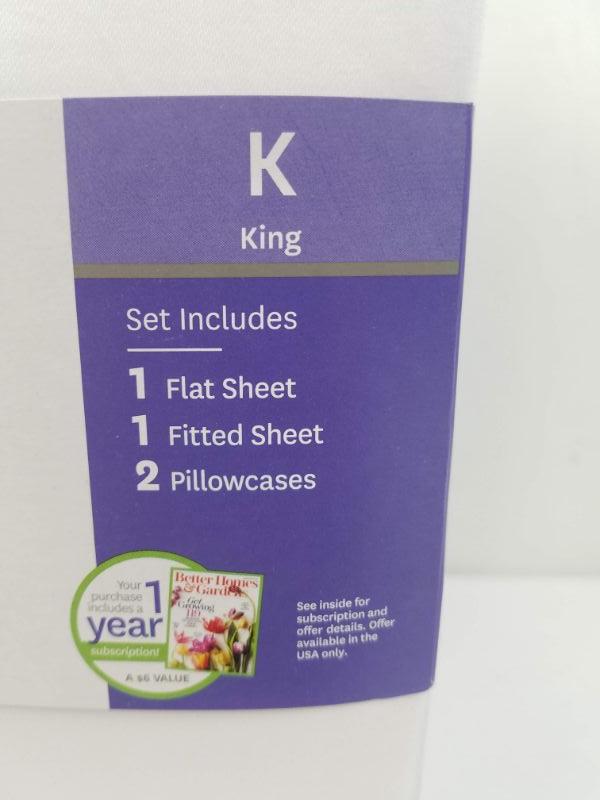 K
King
Set Includes
1 Flat Sheet
1 Fitted Sheet
2 Pillowcases
Your
purchase
includes a
1
year
subscription!
A $6 VALUE
Better Homes
& Gardens
Get
Growing
119
See inside for
subscription and
offer details. Offer
available in the
USA only.